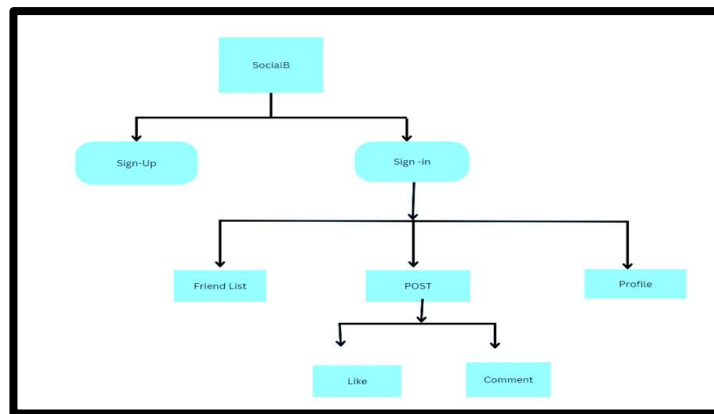 SocialB
Sign-Up
Sign -in
Friend List
POST
Profile
Like
Comment